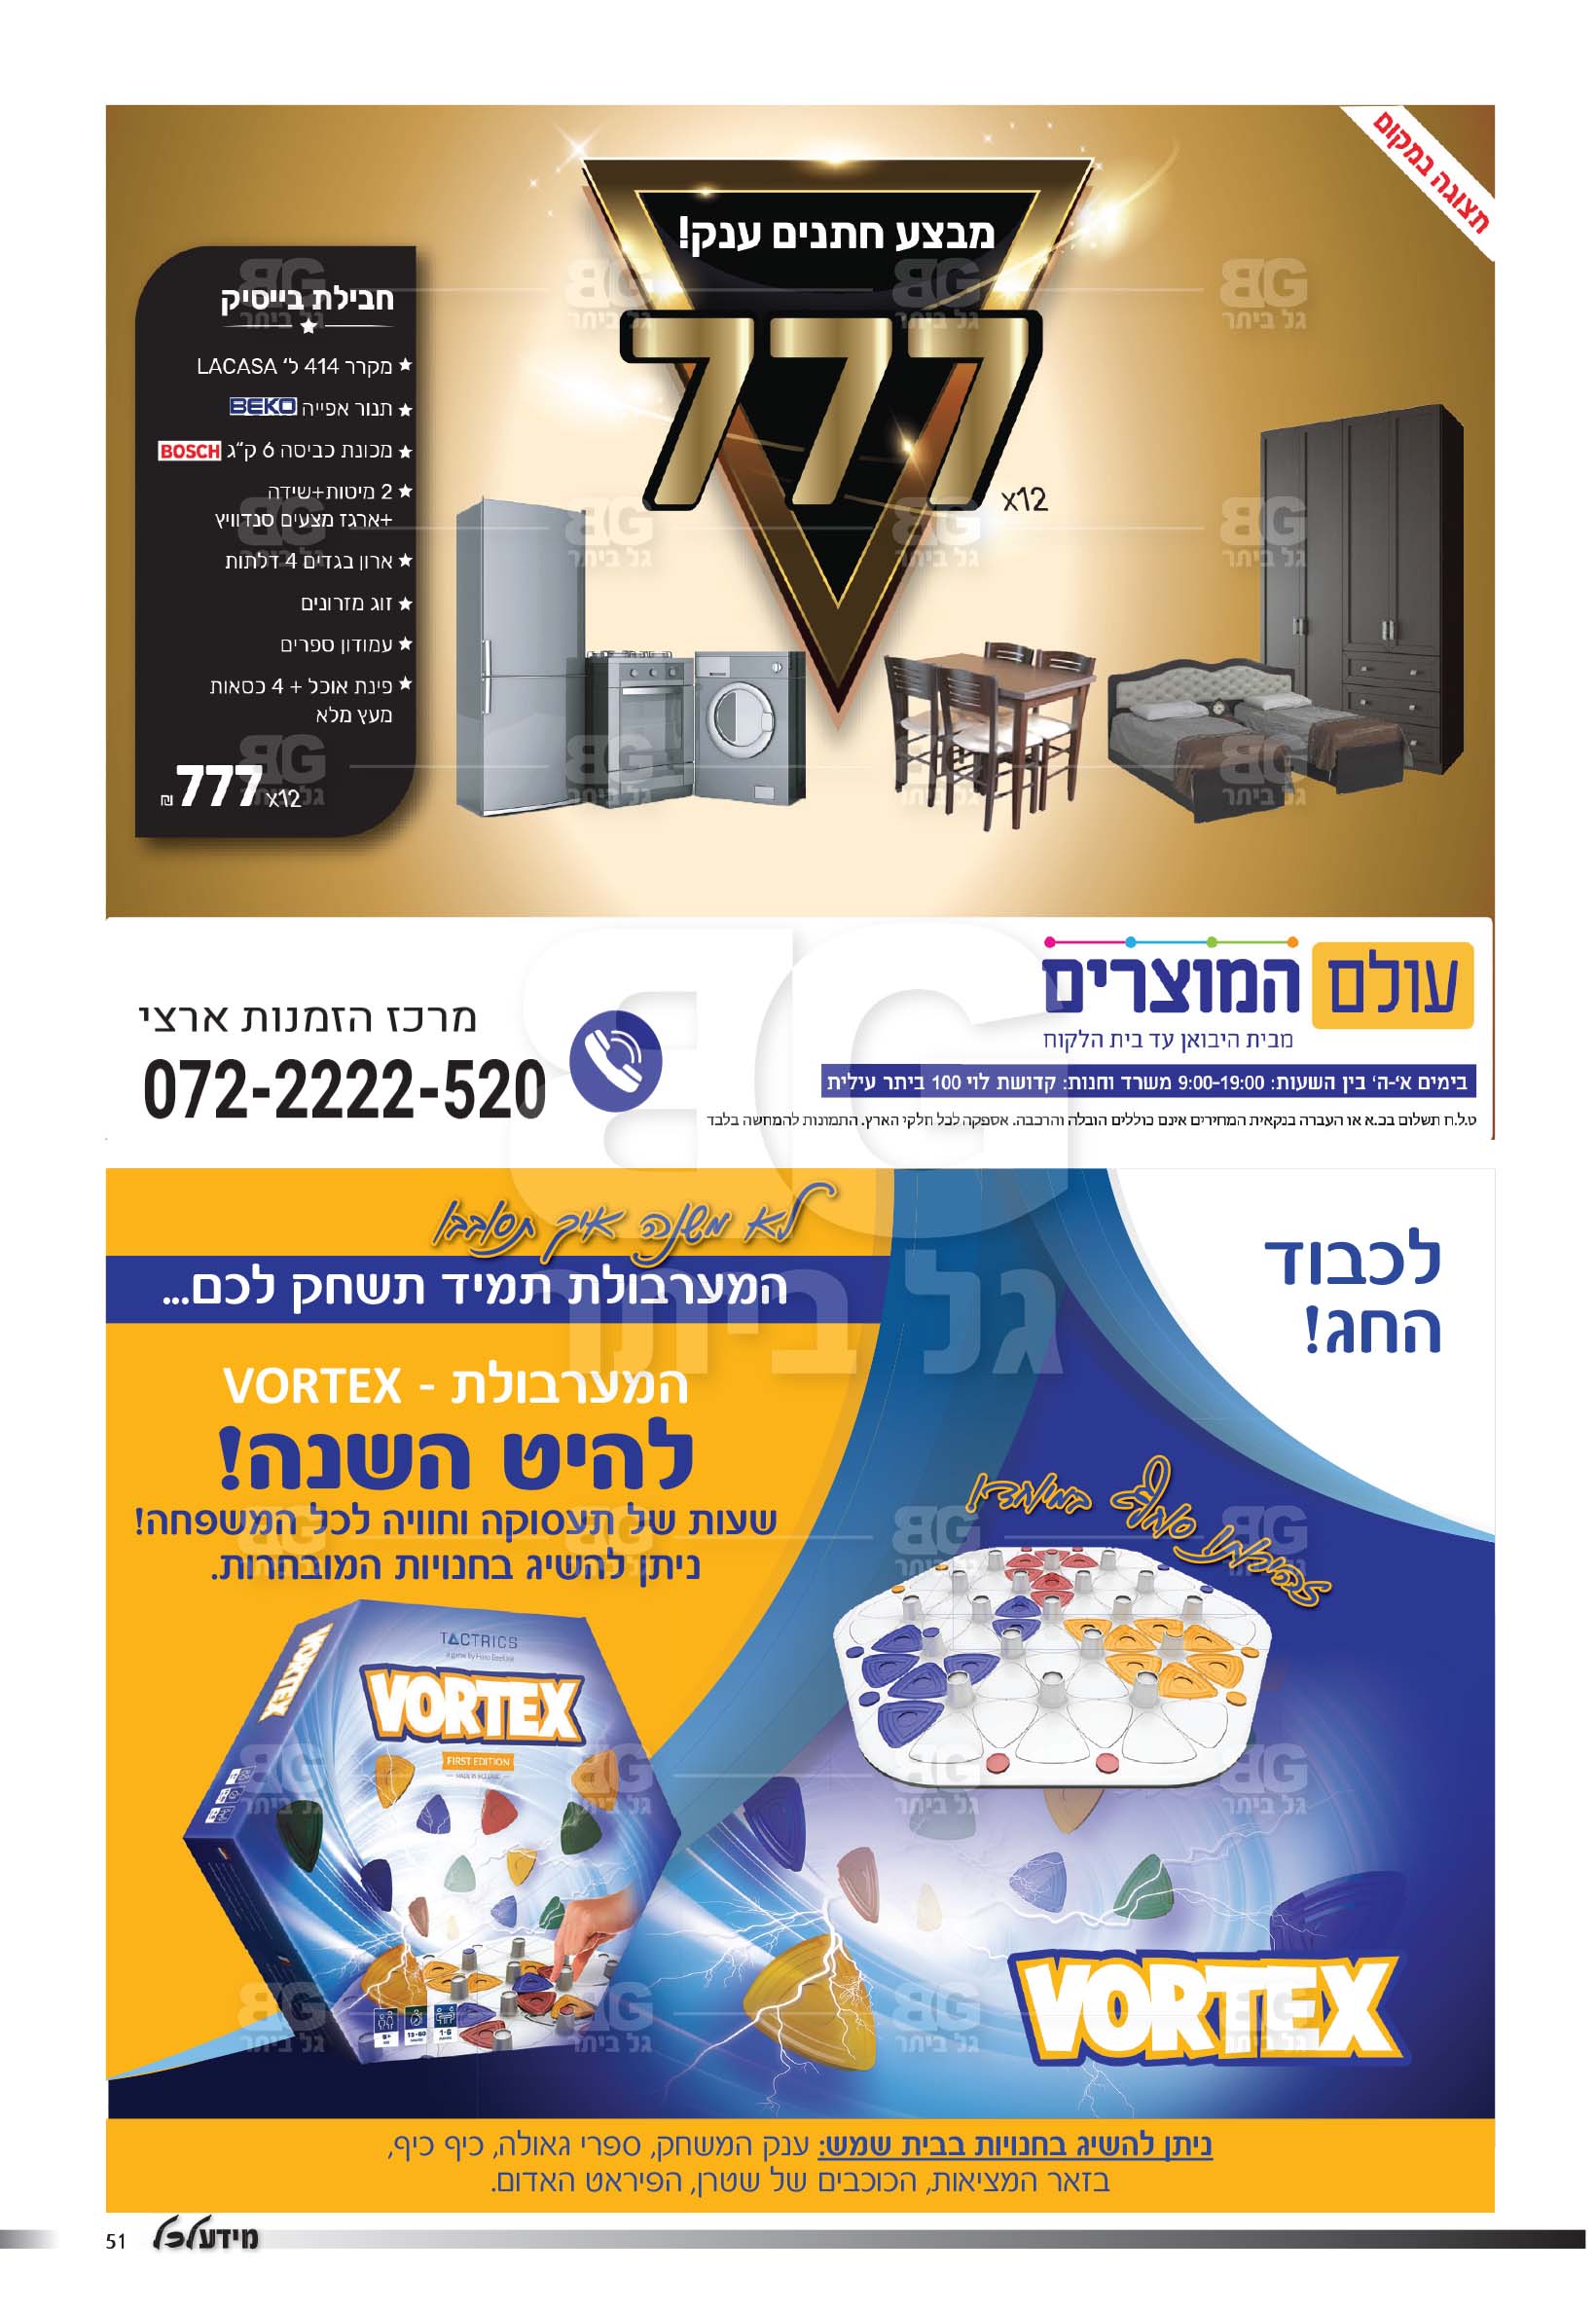 תצוגה במקום
מבצע חתנים ענק!
777
x12
חבילת בייסיק
מקרר 414 ל' LACASA
תנור אפייה BEKO
מכונת כביסה 6 ק"ג BOSCH
2 מיטות+שידה
+ארגז מצעים סנדוויץ
ארון בגדים 4 דלתות
זוג מזרונים
עמודון ספרים
פינת אוכל + 4 כסאות
מעץ מלא
777 x12 ₪
עולם המוצרים
מבית היבואן עד בית הלקוח
בימים א'-ה' בין השעות: 9:00-19:00 משרד וחנות: קדושת לוי 100 ביתר עילית
ט.ל.ח תשלום בכ.א או העברה בנקאית המחירים אינם כוללים הובלה והרכבה. אספקה לכל חלקי הארץ. התמונות להמחשה בלבד
מרכז הזמנות ארצי
072-2222-520
BG
גל ביתר
לכבוד
החג!
לא משנה איך תסובבו
המערבולת תמיד תשחק לכם...
המערבולת - VORTEX
להיט השנה!
שעות של תעסוקה וחוויה לכל המשפחה!
ניתן להשיג בחנויות המובחרות.
TACTRICS
VORTEX
FIRST EDITION
VORTEX
VORTEX
ניתן להשיג בחנויות בבית שמש: ענק המשחק, ספרי גאולה, כיף כיף,
בזאר המציאות, הכוכבים של שטרן, הפיראט האדום.
מידע לכל
51